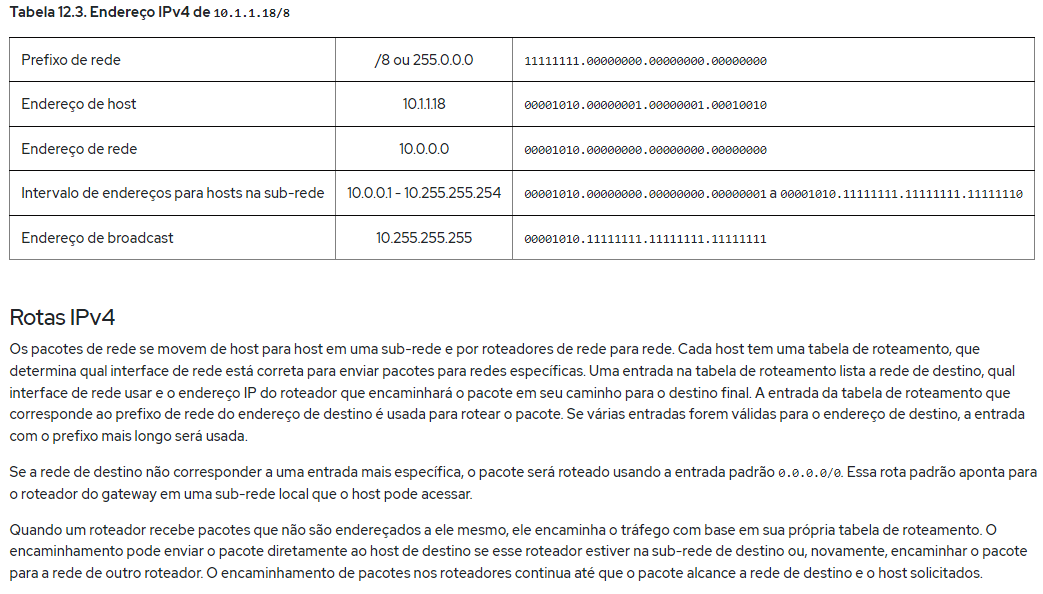 Tabela 12.3. Endereço IPv4 de 10.1.1.18/8
Prefixo de rede /8 ou 255.0.0.0 11111111.00000000.00000000.00000000
Endereço de host 10.1.1.18 00001010.00000001.00000001.00010010
Endereço de rede 10.0.0.0 00001010.00000000.00000000.00000000
Intervalo de endereços para hosts na sub-rede 10.0.0.1 - 10.255.255.254 00001010.00000000.00000000.00000001 a 00001010.11111111.11111111.11111110
Endereço de broadcast 10.255.255.255 00001010.11111111.11111111.11111111
Rotas IPv4
Os pacotes de rede se movem de host para host em uma sub-rede e por roteadores de rede para rede. Cada host tem uma tabela de roteamento, que
determina qual interface de rede está correta para enviar pacotes para redes específicas. Uma entrada na tabela de roteamento lista a rede de destino, qual
interface de rede usar e o endereço IP do roteador que encaminhará o pacote em seu caminho para o destino final. A entrada da tabela de roteamento que
corresponde ao prefixo de rede do endereço de destino é usada para rotear o pacote. Se várias entradas forem válidas para o endereço de destino, a entrada
com o prefixo mais longo será usada.
Se a rede de destino não corresponder a uma entrada mais específica, o pacote será roteado usando a entrada padrão 0.0.0.0/0. Essa rota padrão aponta para
o roteador do gateway em uma sub-rede local que o host pode acessar.
Quando um roteador recebe pacotes que não são endereçados a ele mesmo, ele encaminha o tráfego com base em sua própria tabela de roteamento. O
encaminhamento pode enviar o pacote diretamente ao host de destino se esse roteador estiver na sub-rede de destino ou, novamente, encaminhar o pacote
para a rede de outro roteador. O encaminhamento de pacotes nos roteadores continua até que o pacote alcance a rede de destino e o host solicitados.